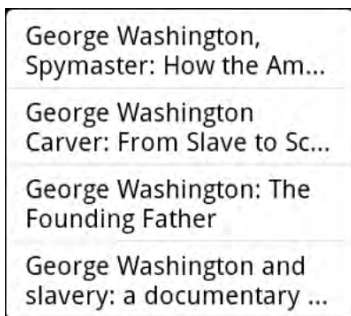 George Washington,
Spymaster: How the Am...
George Washington
Carver: From Slave to Sc...
George Washington: The
Founding Father
George Washington and
slavery: a documentary ...